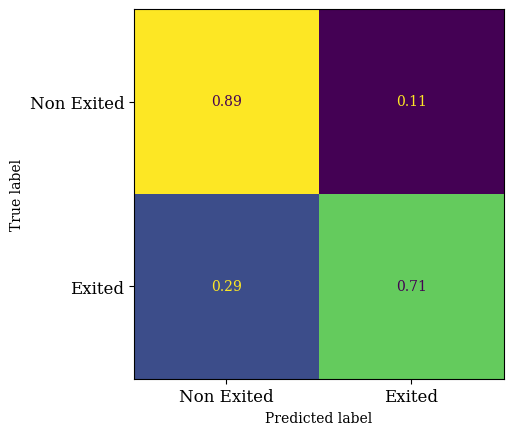 Non Exited
0.89
0.11
True label
Exited
0.29
0.71
Non Exited
Exited
Predicted label